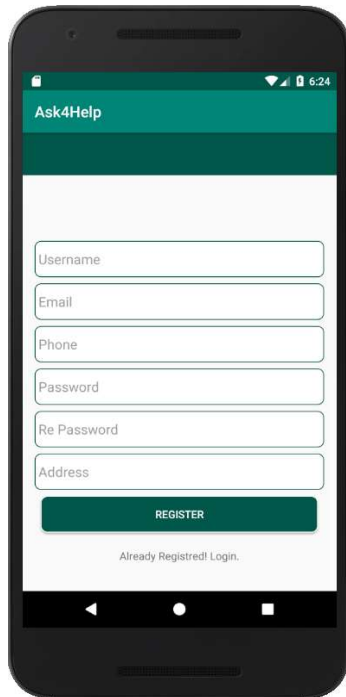 6:24
Ask4Help
Username
Email
Phone
Password
Re Password
Address
REGISTER
Already Registred! Login.